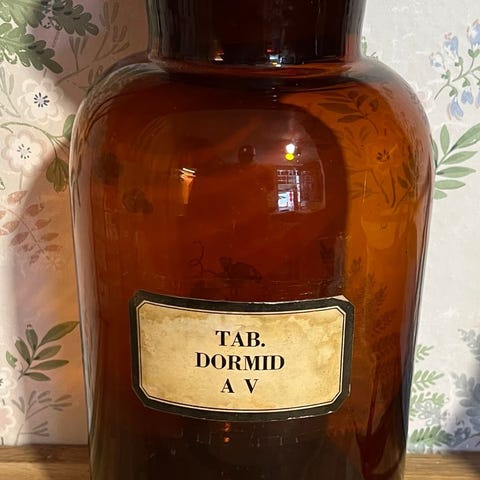 TAB.
DORMID
A V